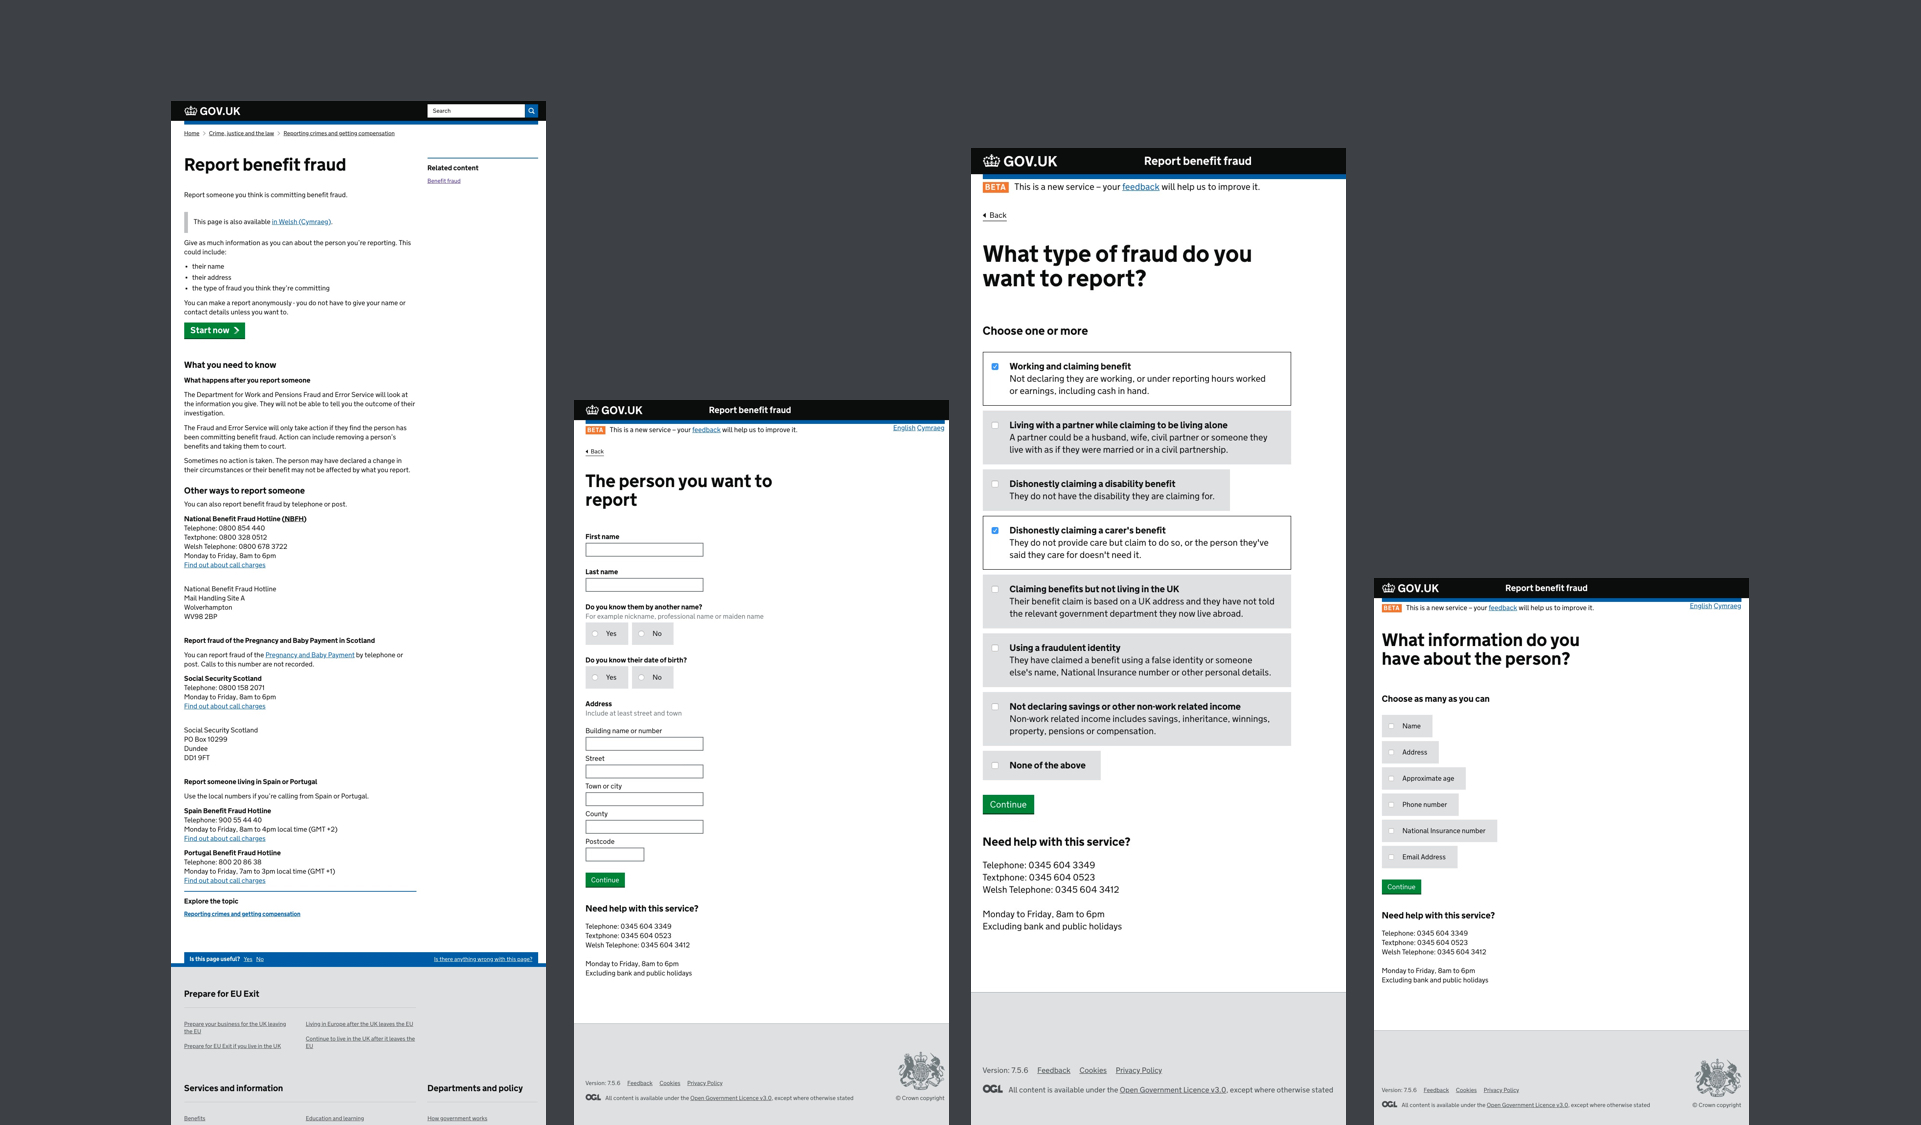 GOV.UK
Search
Home > Crime, justice and the law > Reporting crimes and getting compensation
Report benefit fraud
Report someone you think is committing benefit fraud.
This page is also available in Welsh (Cymraeg).
Give as much information as you can about the person you're reporting. This
could include:
• their name
• their address
• the type of fraud you think they're committing
You can make a report anonymously - you do not have to give your name or
contact details unless you want to.
Start now
What you need to know
What happens after you report someone
The Department for Work and Pensions Fraud and Error Service will look at
the information you give. They will not be able to tell you the outcome of their
investigation.
The Fraud and Error Service will only take action if they find the person has
been committing benefit fraud. Action can include removing a person's
benefits and taking them to court.
Sometimes no action is taken. The person may have declared a change in
their circumstances or their benefit may not be affected by what you report.
Other ways to report someone
You can also report benefit fraud by telephone or post.
National Benefit Fraud Hotline (NBFH)
Telephone: 0800 854 440
Textphone: 0800 328 0512
Welsh Telephone: 0800 678 3722
Monday to Friday, 8am to 6pm
Find out about call charges
National Benefit Fraud Hotline
Mail Handling Site A
Wolverhampton
WV98 2BP
Report fraud of the Pregnancy and Baby Payment in Scotland
You can report fraud of the Pregnancy and Baby Payment by telephone or
post. Calls to this number are not recorded.
Social Security Scotland
Telephone: 0800 158 2071
Monday to Friday, 8am to 6pm
Find out about call charges
Social Security Scotland
PO Box 10299
Dundee
DD1 9FT
Report someone living in Spain or Portugal
Use the local numbers if you're calling from Spain or Portugal.
Spain Benefit Fraud Hotline
Telephone: 900 55 44 40
Monday to Friday, 8am to 4pm local time (GMT +2)
Find out about call charges
Portugal Benefit Fraud Hotline
Telephone: 800 20 86 38
Monday to Friday, 7am to 3pm local time (GMT +1)
Find out about call charges
Explore the topic
Reporting crimes and getting compensation
Related content
Benefit fraud
Is this page useful? Yes No
Is there anything wrong with this page?
Prepare for EU Exit
Prepare your business for the UK leaving
the EU
Prepare for EU Exit if you live in the UK
Living in Europe after the UK leaves the EU
Continue to live in the UK after it leaves the
EU
Services and information
Benefits
Education and learning
Departments and policy
How government works
GOV.UK
Report benefit fraud
BETA This is a new service – your feedback will help us to improve it.
English Cymraeg
Back
The person you want to
report
First name
Last name
Do you know them by another name?
For example nickname, professional name or maiden name
Yes
No
Do you know their date of birth?
Yes
No
Address
Include at least street and town
Building name or number
Street
Town or city
County
Postcode
Continue
Need help with this service?
Telephone: 0345 604 3349
Textphone: 0345 604 0523
Welsh Telephone: 0345 604 3412
Monday to Friday, 8am to 6pm
Excluding bank and public holidays
Version: 7.5.6 Feedback Cookies Privacy Policy
OGL All content is available under the Open Government Licence v3.0, except where otherwise stated
© Crown copyright
GOV.UK
Report benefit fraud
BETA This is a new service – your feedback will help us to improve it.
Back
What type of fraud do you
want to report?
Choose one or more
Working and claiming benefit
Not declaring they are working, or under reporting hours worked
or earnings, including cash in hand.
Living with a partner while claiming to be living alone
A partner could be a husband, wife, civil partner or someone they
live with as if they were married or in a civil partnership.
Dishonestly claiming a disability benefit
They do not have the disability they are claiming for.
Dishonestly claiming a carer's benefit
They do not provide care but claim to do so, or the person they've
said they care for doesn't need it.
Claiming benefits but not living in the UK
Their benefit claim is based on a UK address and they have not told
the relevant government department they now live abroad.
Using a fraudulent identity
They have claimed a benefit using a false identity or someone
else's name, National Insurance number or other personal details.
Not declaring savings or other non-work related income
Non-work related income includes savings, inheritance, winnings,
property, pensions or compensation.
None of the above
Continue
Need help with this service?
Telephone: 0345 604 3349
Textphone: 0345 604 0523
Welsh Telephone: 0345 604 3412
Monday to Friday, 8am to 6pm
Excluding bank and public holidays
Version: 7.5.6 Feedback Cookies Privacy Policy
OGL All content is available under the Open Government Licence v3.0, except where otherwise stated
GOV.UK
Report benefit fraud
BETA This is a new service – your feedback will help us to improve it.
English Cymraeg
What information do you
have about the person?
Choose as many as you can
Name
Address
Approximate age
Phone number
National Insurance number
Email Address
Continue
Need help with this service?
Telephone: 0345 604 3349
Textphone: 0345 604 0523
Welsh Telephone: 0345 604 3412
Monday to Friday, 8am to 6pm
Excluding bank and public holidays
Version: 7.5.6 Feedback Cookies Privacy Policy
OGL All content is available under the Open Government Licence v3.0, except where otherwise stated
© Crown copyright